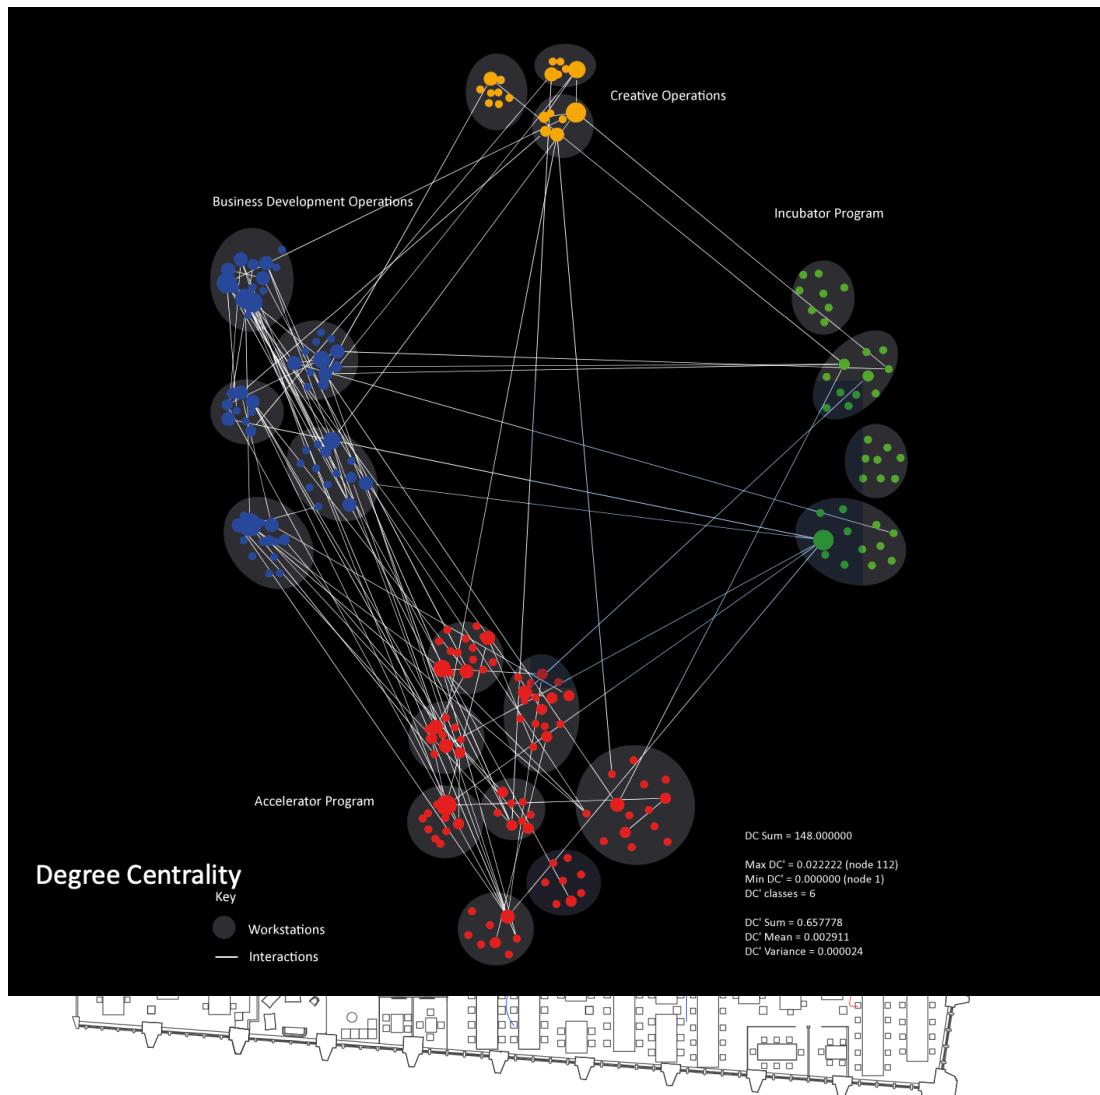 Creative Operations
Business Development Operations
Incubator Program
Accelerator Program
DC Sum = 148.000000
Max DC' = 0.022222 (node 112)
Min DC' = 0.000000 (node 1)
DC' classes = 6
DC' Sum = 0.657778
DC' Mean = 0.002911
DC' Variance = 0.000024
Degree Centrality
Key
Workstations
Interactions